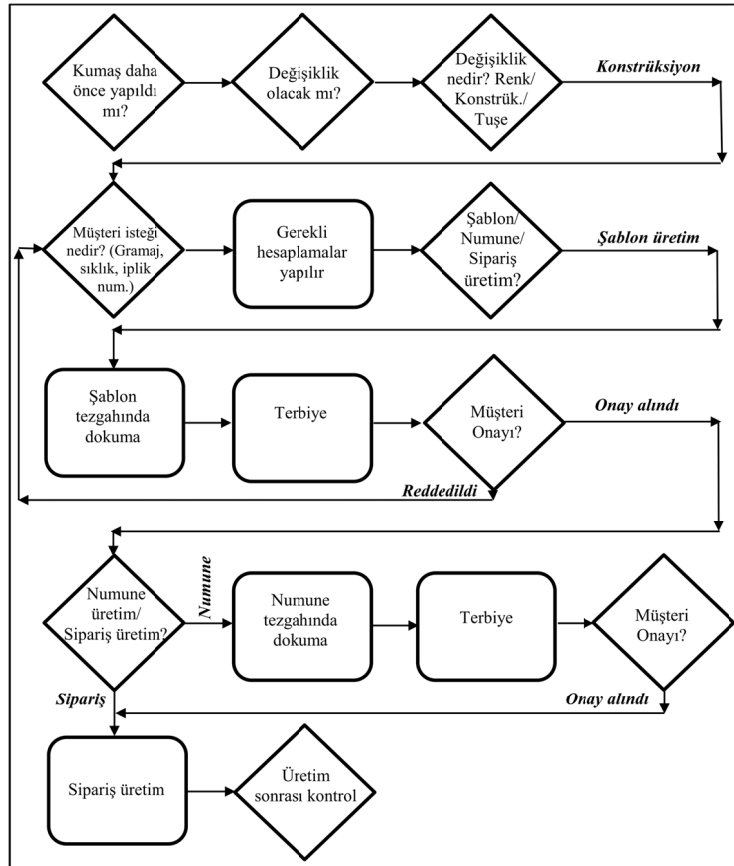 Kumaş daha
önce yapıldı
mı?
Değişiklik
olacak mı?
Değişiklik
nedir? Renk/
Konstrük./
Tuşe
Konstrüksiyon
Müşteri isteği
nedir? (Gramaj,
sıklık, iplik
num.)
Gerekli
hesaplamalar
yapılır
Şablon/
Numune/
Sipariş
üretim?
Şablon üretim
Şablon
tezgahında
dokuma
Terbiye
Müşteri
Onayı?
Onay alındı
Reddedildi
Numune
üretim/
Sipariş üretim?
Numune
Numune
tezgahında
dokuma
Terbiye
Müşteri
Onayı?
Sipariş
Onay alındı
Sipariş üretim
Üretim
sonrası kontrol